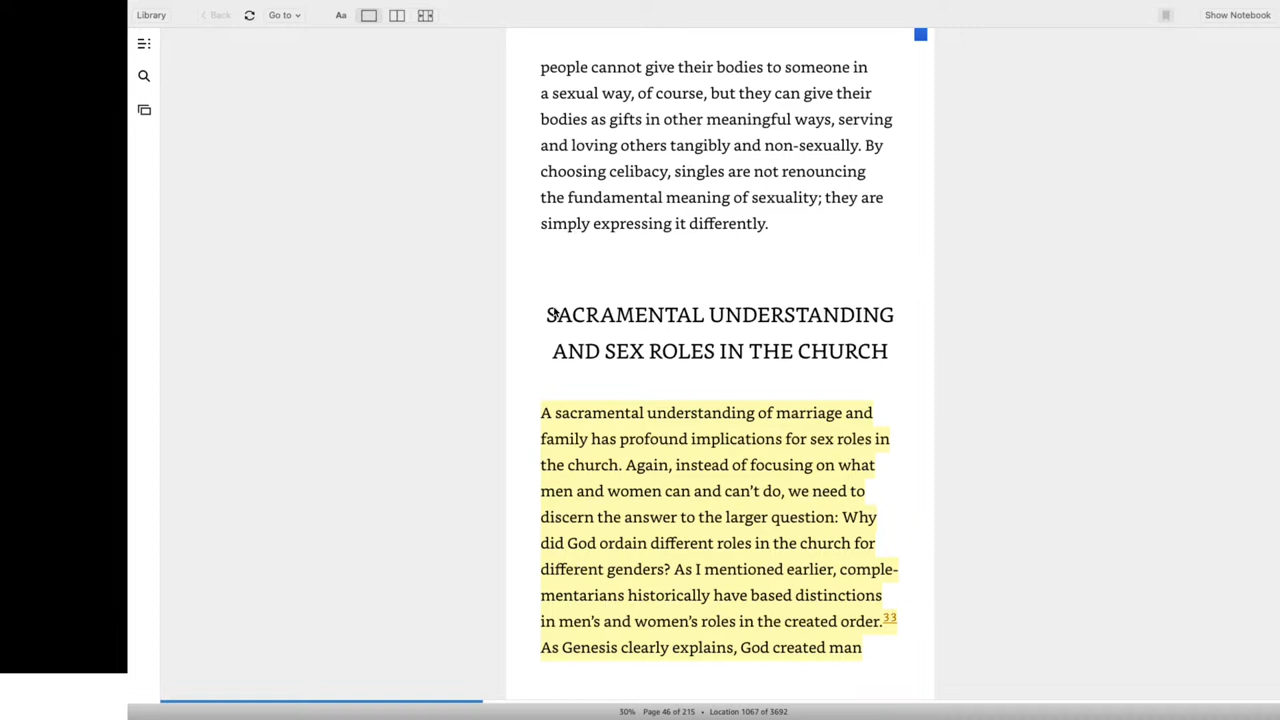 Library
Back
Go to
Aa
Show Notebook
people cannot give their bodies to someone in
a sexual way, of course, but they can give their
bodies as gifts in other meaningful ways, serving
and loving others tangibly and non-sexually. By
choosing celibacy, singles are not renouncing
the fundamental meaning of sexuality; they are
simply expressing it differently.
SACRAMENTAL UNDERSTANDING
AND SEX ROLES IN THE CHURCH
A sacramental understanding of marriage and
family has profound implications for sex roles in
the church. Again, instead of focusing on what
men and women can and can’t do, we need to
discern the answer to the larger question: Why
did God ordain different roles in the church for
different genders? As I mentioned earlier, comple-
mentarians historically have based distinctions
in men’s and women’s roles in the created order.33
As Genesis clearly explains, God created man
30% Page 46 of 215 • Location 1067 of 3692